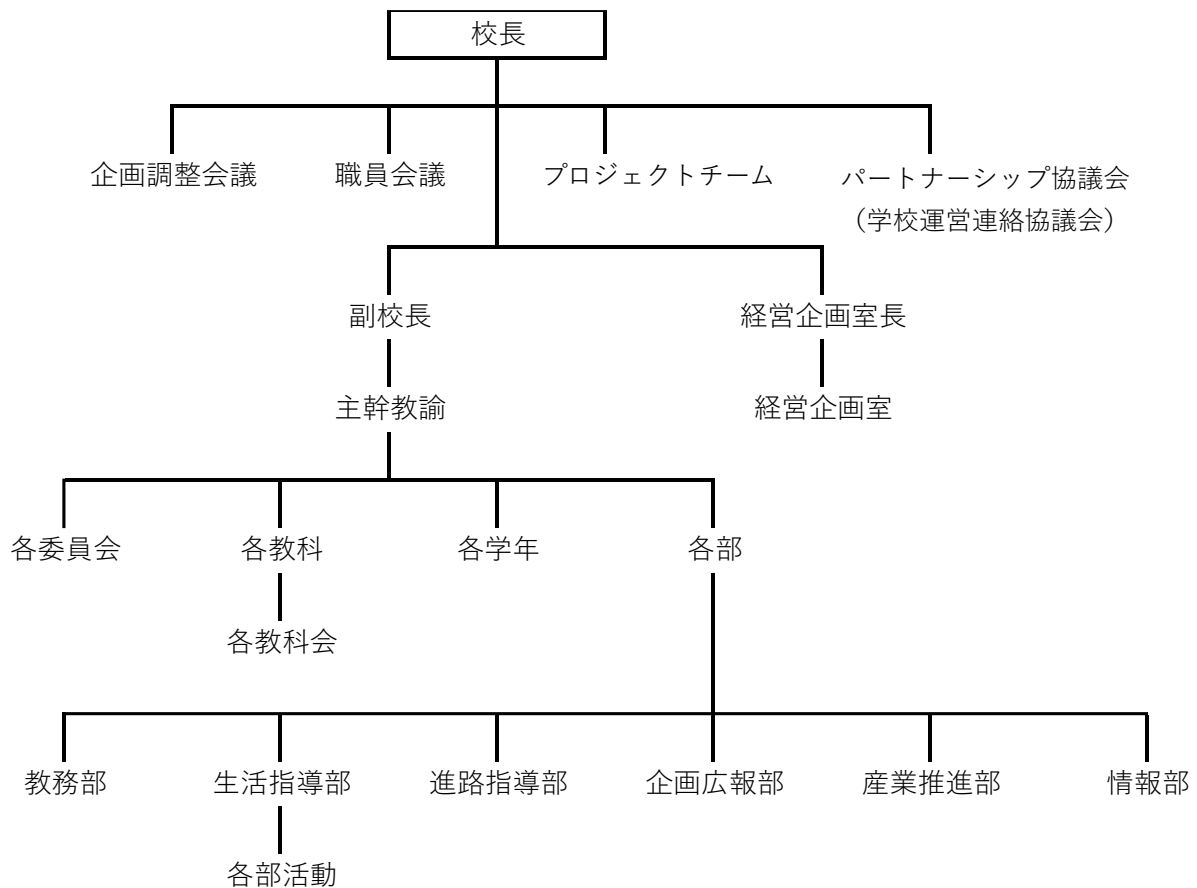 校長
企画調整会議
職員会議
プロジェクトチーム
パートナーシップ協議会
（学校運営連絡協議会）
副校長
経営企画室長
主幹教諭
経営企画室
各委員会
各教科
各学年
各部
各教科会
教務部
生活指導部
進路指導部
企画広報部
産業推進部
情報部
各部活動